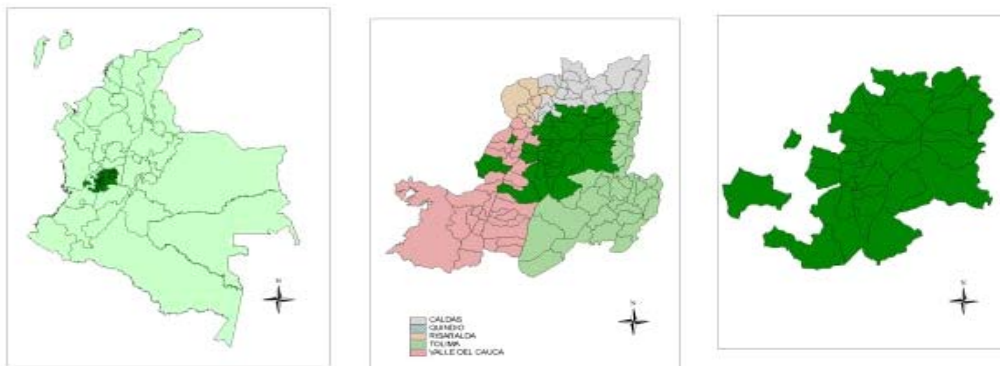 N
N
N
CALDAS
QUINDIO
RISARALDA
TOLIMA
VALLE DEL CAUCA